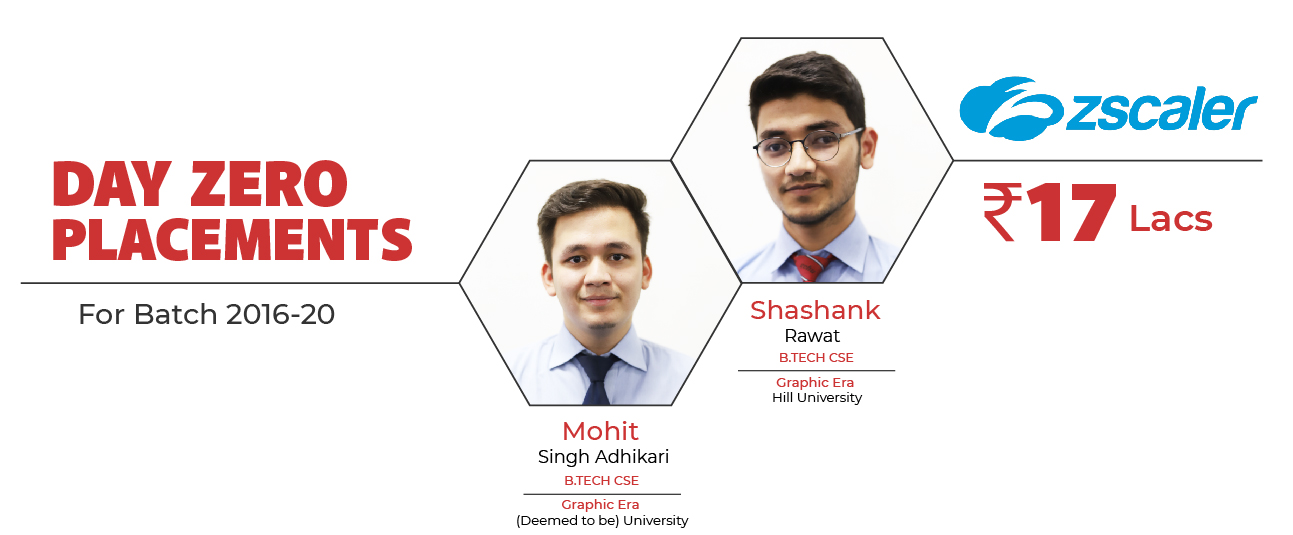 DAY ZERO
PLACEMENTS
For Batch 2016-20
Mohit
Singh Adhikari
B.TECH CSE
Graphic Era
(Deemed to be) University
Shashank
Rawat
B.TECH CSE
Graphic Era
Hill University
zscaler
₹17 Lacs